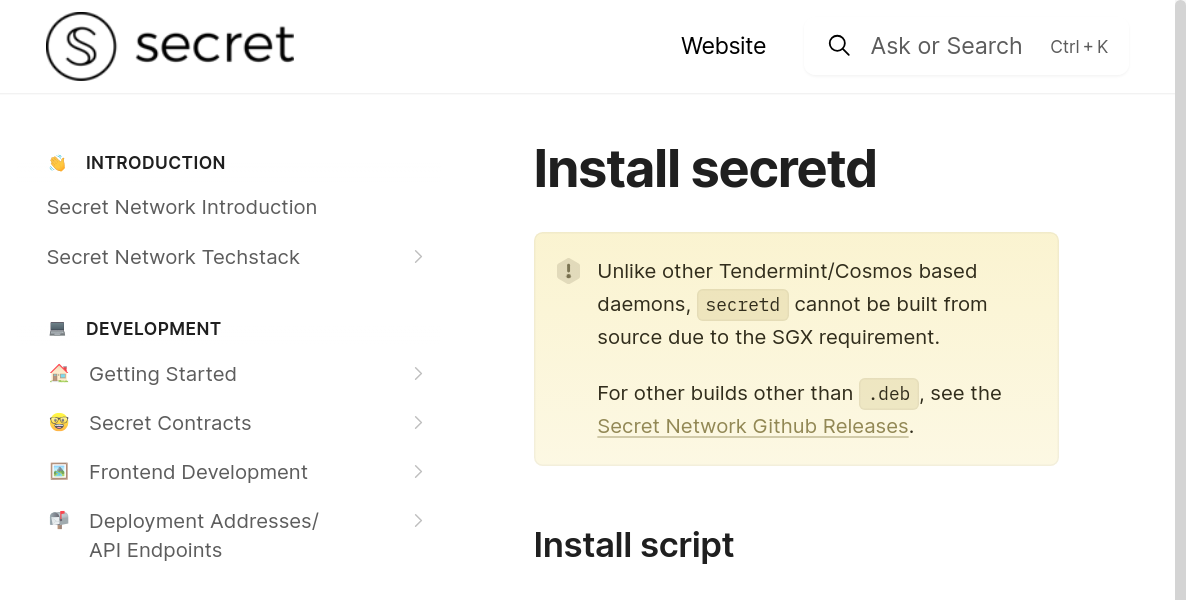 secret
Website
Ask or Search
Ctrl + K
INTRODUCTION
Secret Network Introduction
Secret Network Techstack
DEVELOPMENT
Getting Started
Secret Contracts
Frontend Development
Deployment Addresses/
API Endpoints
Install secretd
Unlike other Tendermint/Cosmos based
daemons, secretd cannot be built from
source due to the SGX requirement.
For other builds other than .deb, see the
Secret Network Github Releases.
Install script